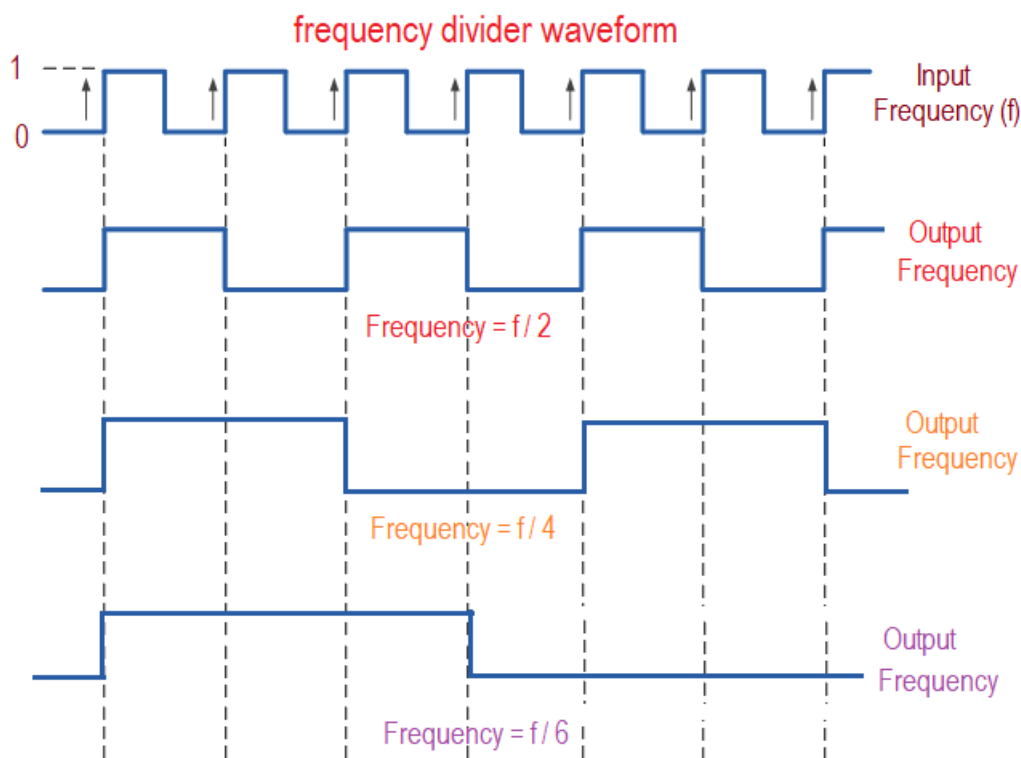 frequency divider waveform
1
0
Input
Frequency (f)
Output
Frequency
Frequency = f / 2
Output
Frequency
Frequency = f / 4
Output
Frequency
Frequency = f / 6